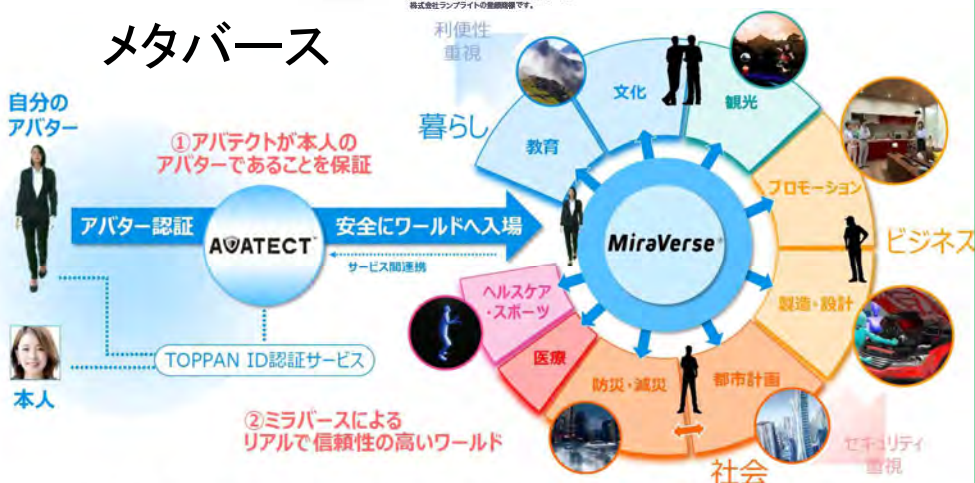 株式会社ランプライトの登録商標です。
メタバース
利便性
重視
自分の
アバター
①アバテクトが本人の
アバターであることを保証
アバター認証
AVATECT
安全にワールドへ入場
サービス間連携
TOPPAN ID認証サービス
本人
②ミラバースによる
リアルで信頼性の高いワールド
暮らし
教育
文化
観光
プロモーション
ビジネス
製造・設計
MiraVerse®
ヘルスケア
・スポーツ
医療
防災・減災
都市計画
社会
セキュリティ
重視